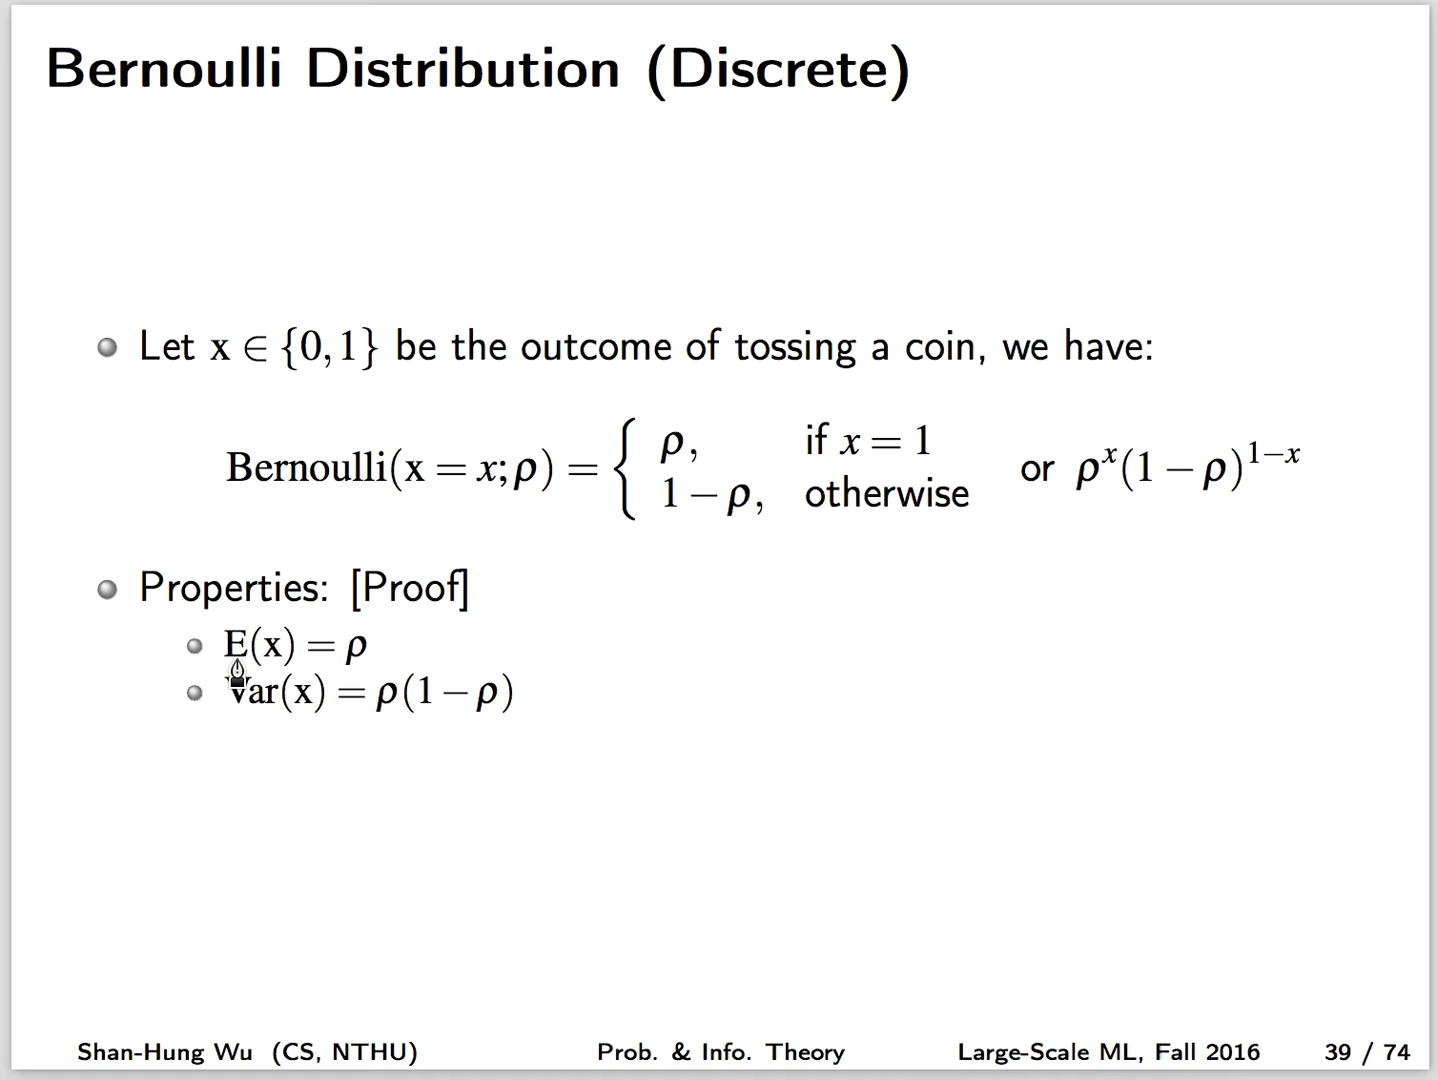 Bernoulli Distribution (Discrete)
Let x ∈ {0,1} be the outcome of tossing a coin, we have:
Bernoulli(x = x; ρ) = { ρ, if x = 1
1 − ρ, otherwise or ρ^x(1 − ρ)^{1−x}
Properties: [Proof]
E(x) = ρ
Var(x) = ρ(1 − ρ)
Shan-Hung Wu (CS, NTHU) Prob. & Info. Theory Large-Scale ML, Fall 2016 39 / 74